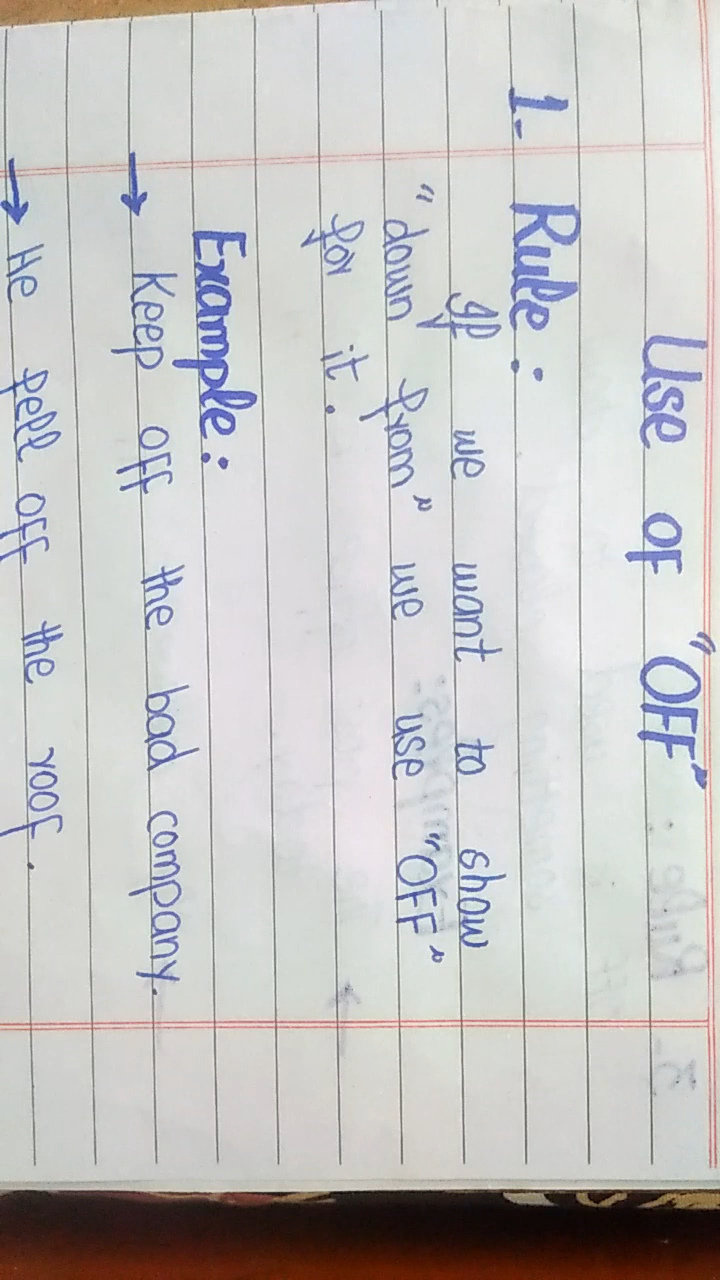 Use OF "OFF"
1- Rule :
If we want to show
"down from" we use "OFF"
for it.
Example :
→ Keep off the bad company.
→ He fell off the roof.